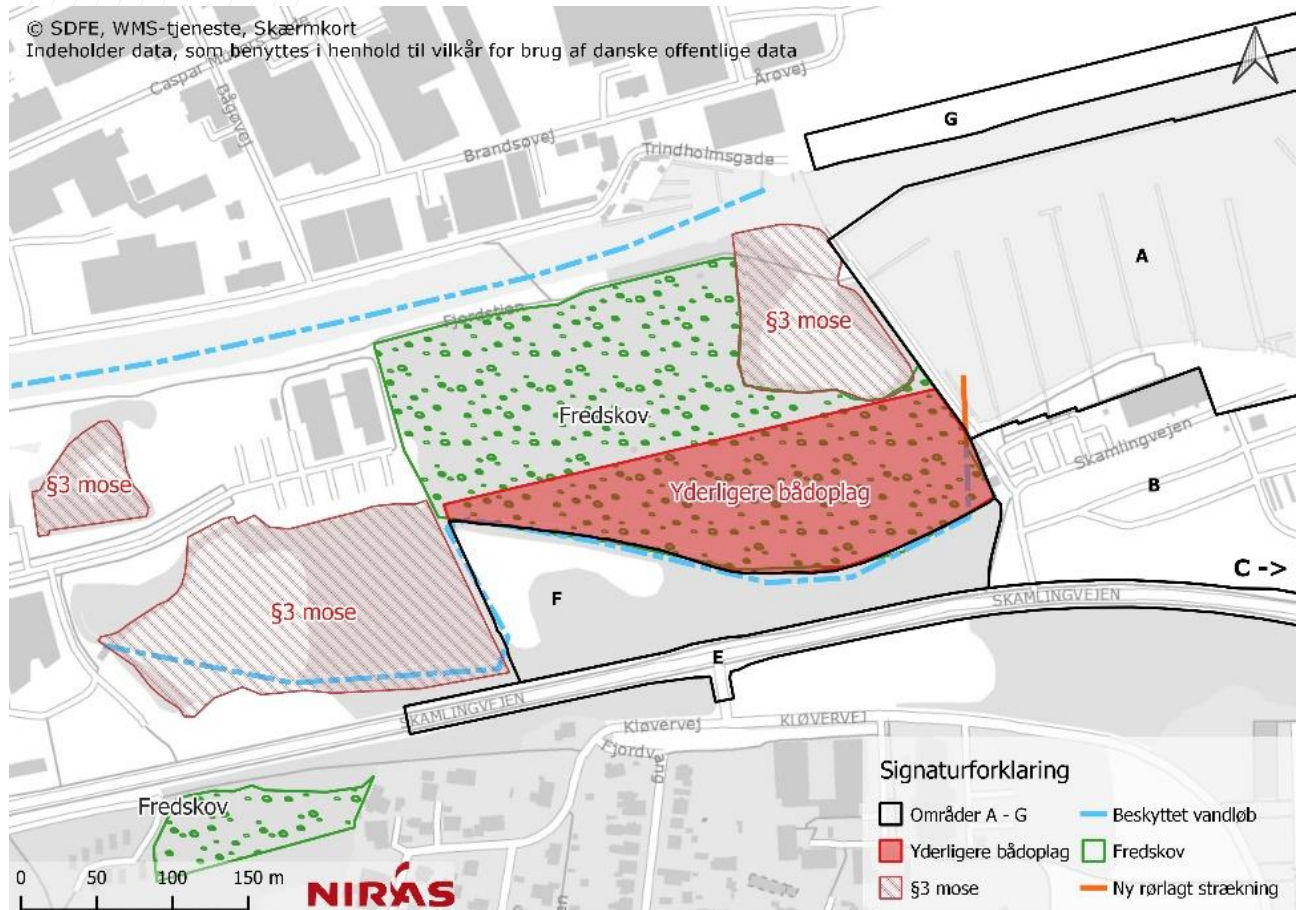 © SDFE, WMS-tjeneste, Skærmkort
Indeholder data, som benyttes i henhold til vilkår for brug af danske offentlige data
Bågøvej
Årøvej
Brandsøvej
Trindholmsgade
G
A
§3 mose
Fjordstien
Fredskov
§3 mose
Yderligere bådoplag
Skamlingvejen
B
C ->
F
§3 mose
SKAMLINGVEJEN
E
SKAMLINGVEJEN
Kløvervej
KLØVERVEJ
Fjordvang
Fredskov
Signaturforklaring
Områder A - G
Yderligere bådoplag
§3 mose
Beskyttet vandløb
Fredskov
Ny rørlagt strækning
0 50 100 150 m
NIRAS